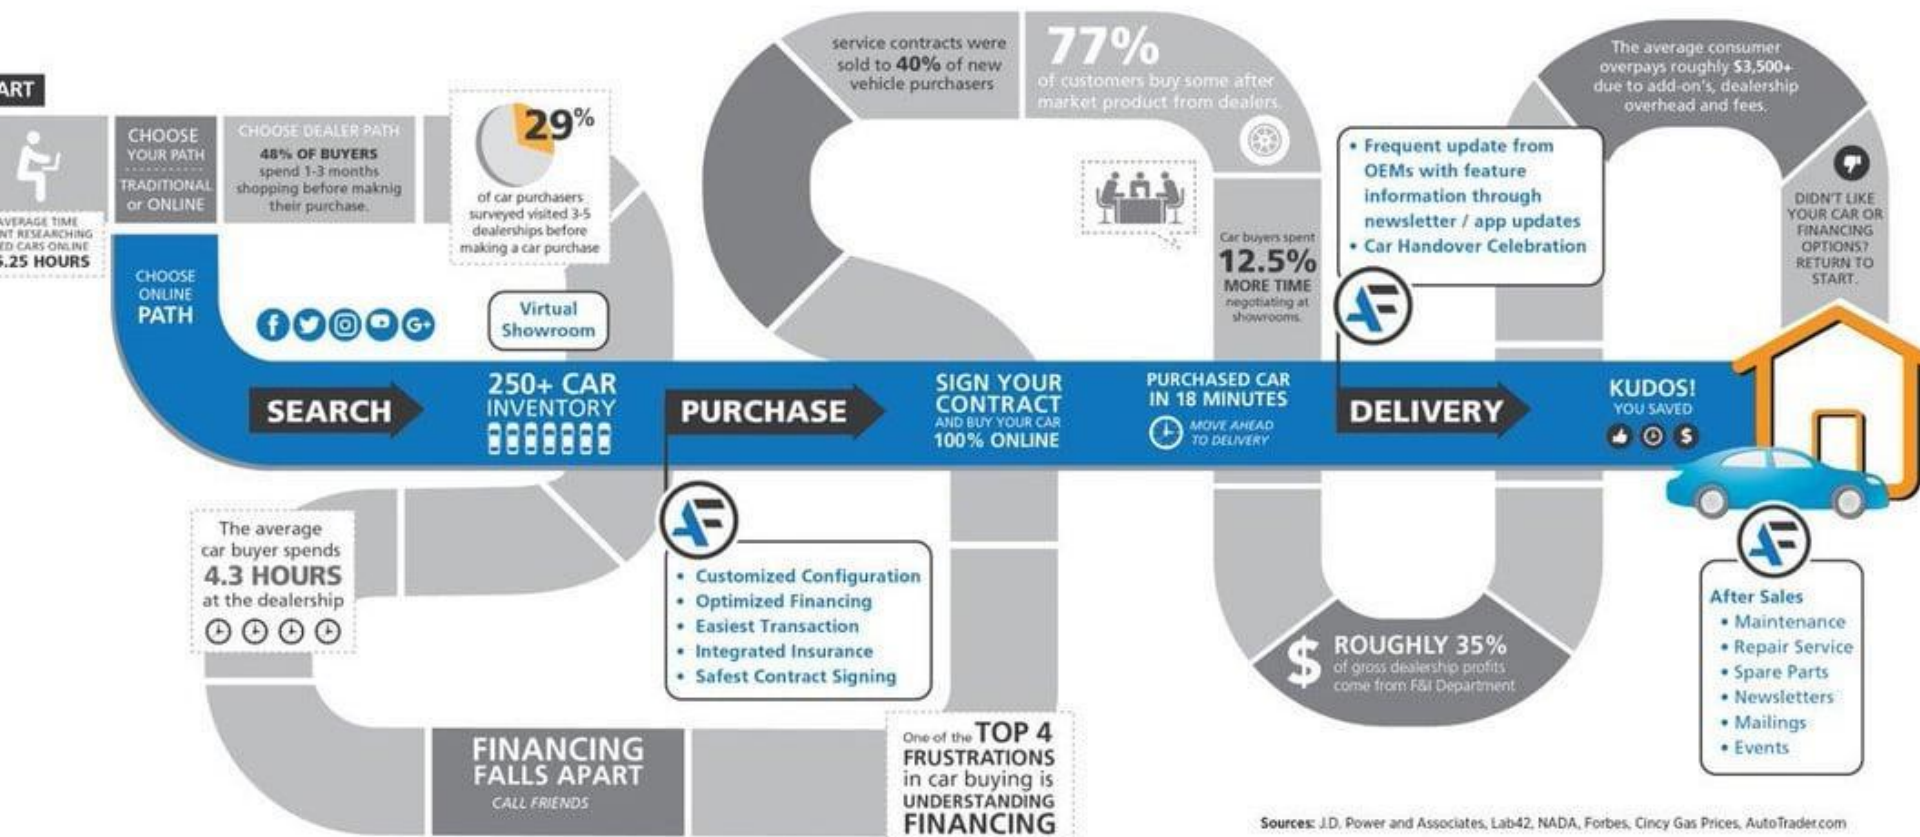 ART
AVERAGE TIME
NT RESEARCHING
ED CARS ONLINE
.25 HOURS
CHOOSE
YOUR PATH
TRADITIONAL
or ONLINE
CHOOSE DEALER PATH
48% OF BUYERS
spend 1-3 months
shopping before maknig
their purchase.
29%
of car purchasers
surveyed visited 3-5
dealerships before
making a car purchase
CHOOSE
ONLINE
PATH
f
G+
Virtual
Showroom
SEARCH
250+ CAR
INVENTORY
PURCHASE
SIGN YOUR
CONTRACT
AND BUY YOUR CAR
100% ONLINE
PURCHASED CAR
IN 18 MINUTES
MOVE AHEAD
TO DELIVERY
DELIVERY
KUDOS!
YOU SAVED
$
service contracts were
sold to 40% of new
vehicle purchasers
77%
of customers buy some after
market product from dealers.
Car buyers spent
12.5%
MORE TIME
negotiating at
showrooms.
• Frequent update from
OEMs with feature
information through
newsletter / app updates
• Car Handover Celebration
AF
The average consumer
overpays roughly $3,500+
due to add-on's, dealership
overhead and fees.
DIDN'T LIKE
YOUR CAR OR
FINANCING
OPTIONS?
RETURN TO
START.
The average
car buyer spends
4.3 HOURS
at the dealership
FINANCING
FALLS APART
CALL FRIENDS
AF
• Customized Configuration
• Optimized Financing
• Easiest Transaction
• Integrated Insurance
• Safest Contract Signing
One of the TOP 4
FRUSTRATIONS
in car buying is
UNDERSTANDING
FINANCING
$
ROUGHLY 35%
of gross dealership profits
come from F&I Department
AF
After Sales
• Maintenance
• Repair Service
• Spare Parts
• Newsletters
• Mailings
• Events
Sources: J.D. Power and Associates, Lab42, NADA, Forbes, Cincy Gas Prices, AutoTrader.com